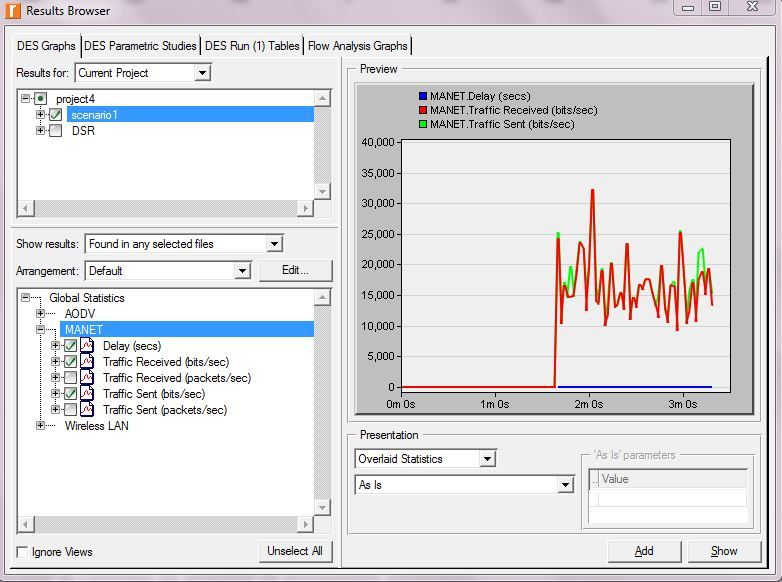 Results Browser
DES Graphs DES Parametric Studies DES Run (1) Tables Flow Analysis Graphs
Results for: Current Project
project4
scenario1
DSR
Show results: Found in any selected files
Arrangement: Default Edit...
Global Statistics
AODV
MANET
Delay (secs)
Traffic Received (bits/sec)
Traffic Received (packets/sec)
Traffic Sent (bits/sec)
Traffic Sent (packets/sec)
Wireless LAN
Ignore Views Unselect All
Preview
MANET.Delay (secs)
MANET.Traffic Received (bits/sec)
MANET.Traffic Sent (bits/sec)
40,000
35,000
30,000
25,000
20,000
15,000
10,000
5,000
0
0m 0s 1m 0s 2m 0s 3m 0s
Presentation
Overlaid Statistics
As Is
'As Is' parameters
.. Value
Add Show